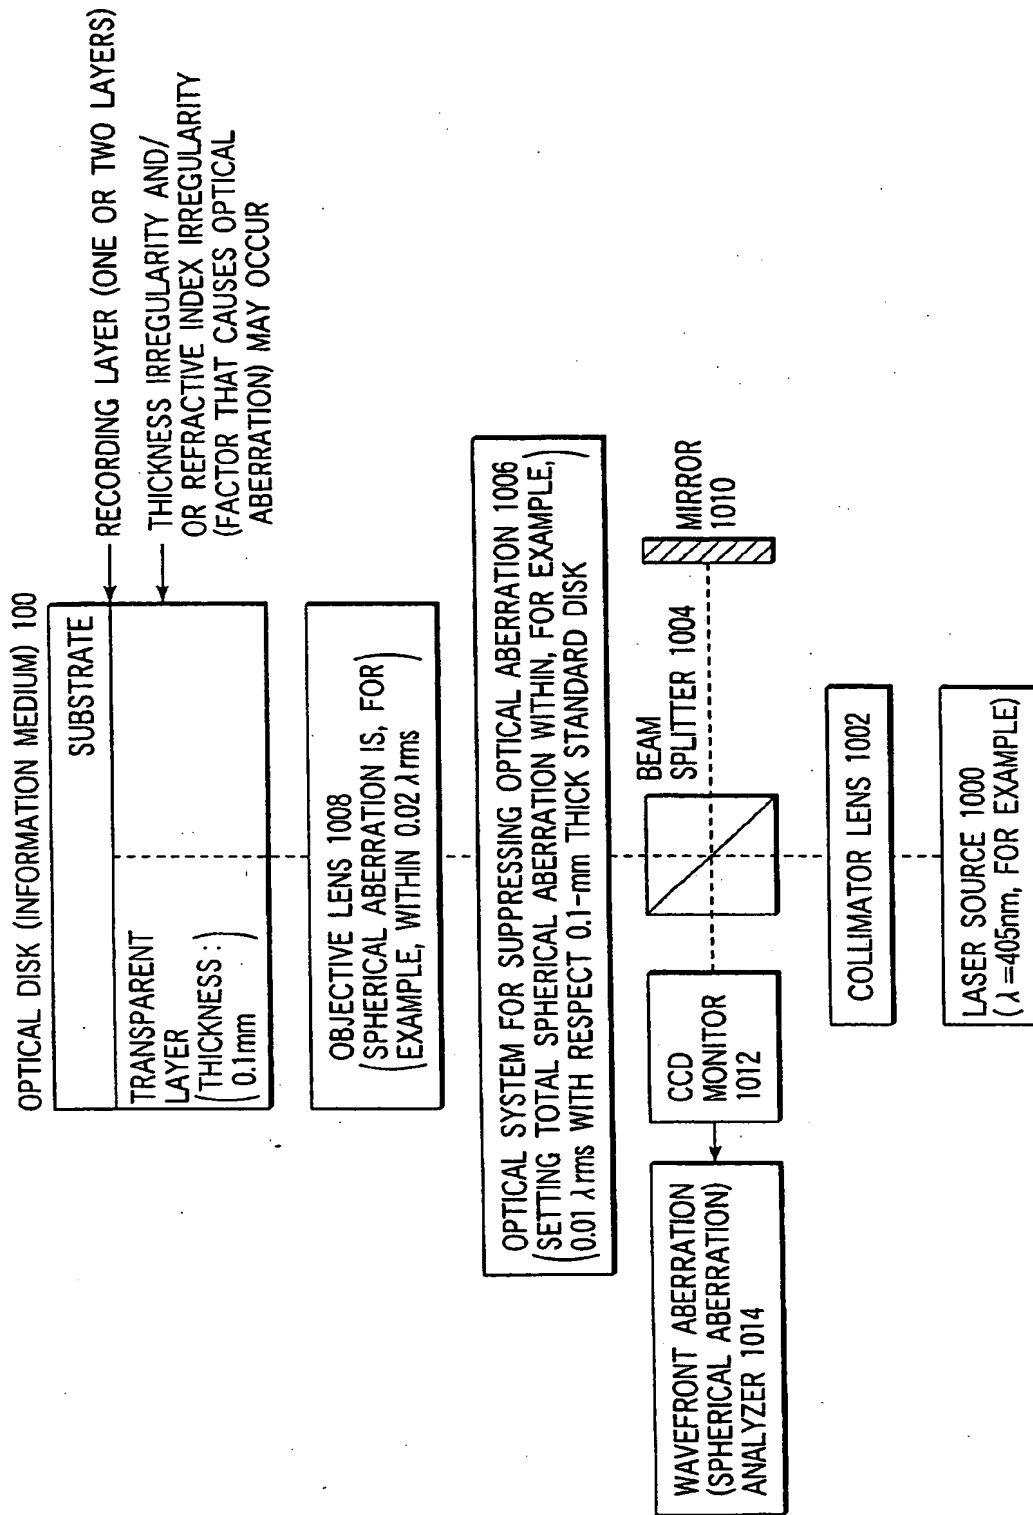 OPTICAL DISK (INFORMATION MEDIUM) 100
SUBSTRATE
RECORDING LAYER (ONE OR TWO LAYERS)
TRANSPARENT
LAYER
(THICKNESS:
0.1mm)
THICKNESS IRREGULARITY AND/
OR REFRACTIVE INDEX IRREGULARITY
(FACTOR THAT CAUSES OPTICAL
ABERRATION) MAY OCCUR
OBJECTIVE LENS 1008
(SPHERICAL ABERRATION IS, FOR
EXAMPLE, WITHIN 0.02 λrms)
OPTICAL SYSTEM FOR SUPPRESSING OPTICAL ABERRATION 1006
(SETTING TOTAL SPHERICAL ABERRATION WITHIN, FOR EXAMPLE,
0.01 λrms WITH RESPECT 0.1-mm THICK STANDARD DISK)
BEAM
SPLITTER 1004
MIRROR
1010
CCD
MONITOR
1012
WAVEFRONT ABERRATION
(SPHERICAL ABERRATION)
ANALYZER 1014
COLLIMATOR LENS 1002
LASER SOURCE 1000
(λ=405nm, FOR EXAMPLE)